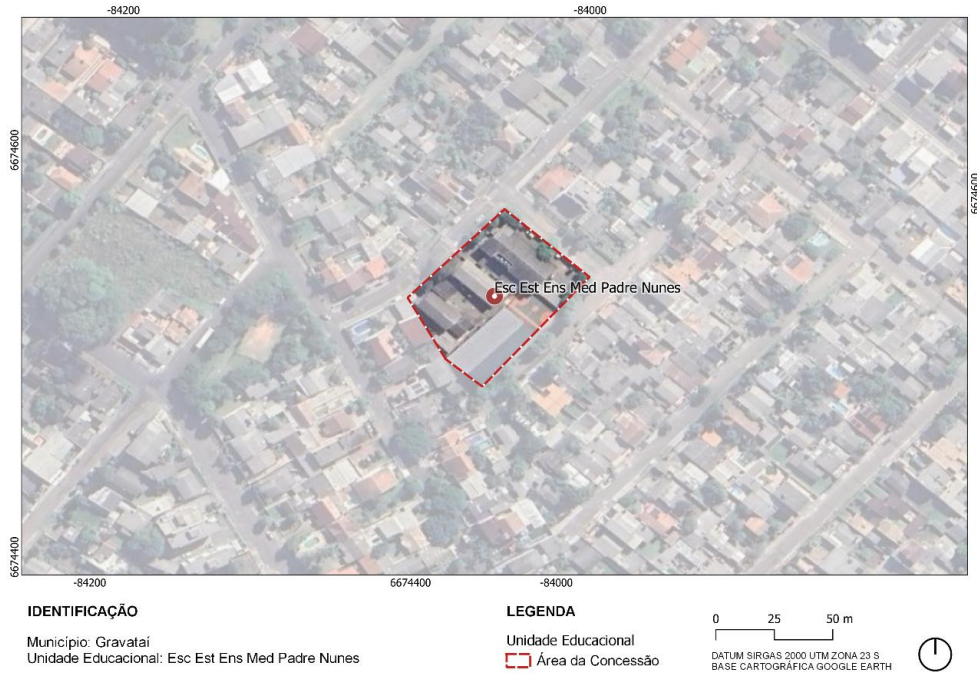 -84200 -84000
6674600
6674600
Esc Est Ens Med Padre Nunes
6674400
-84200 6674400 -84000
IDENTIFICAÇÃO
Município: Gravataí
Unidade Educacional: Esc Est Ens Med Padre Nunes
LEGENDA
Unidade Educacional
Área da Concessão
0 25 50 m
DATUM SIRGAS 2000 UTM ZONA 23 S
BASE CARTOGRÁFICA GOOGLE EARTH